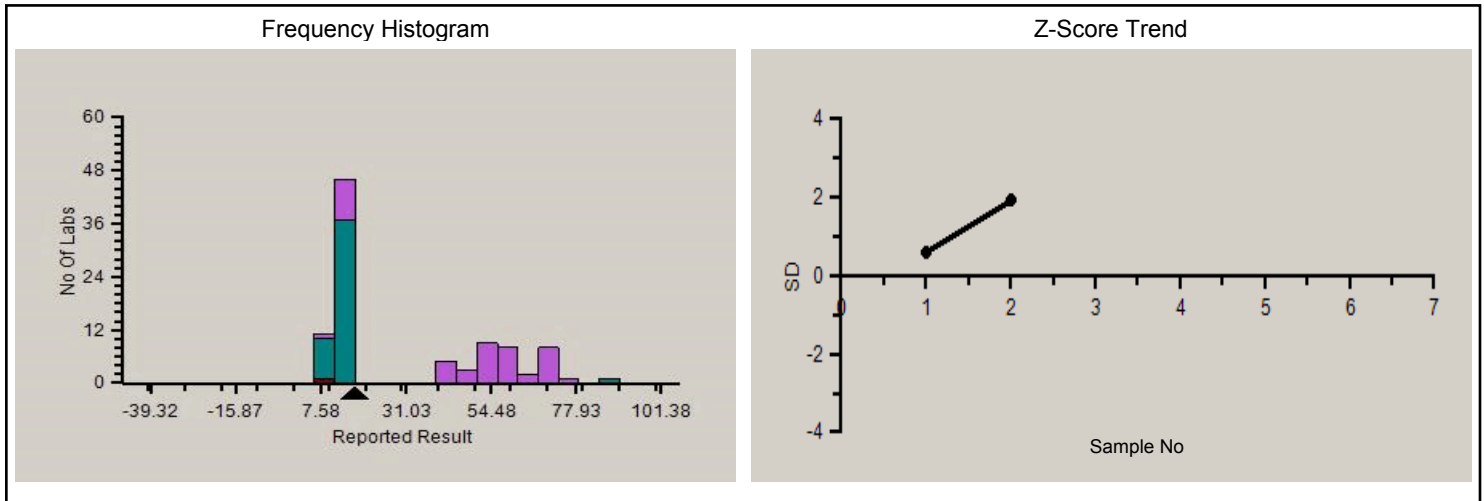 Frequency Histogram
60
48
36
24
12
0
No Of Labs
-39.32 -15.87 7.58 31.03 54.48 77.93 101.38
Reported Result
Z-Score Trend
4
2
0
-2
-4
SD
0 1 2 3 4 5 6 7
Sample No